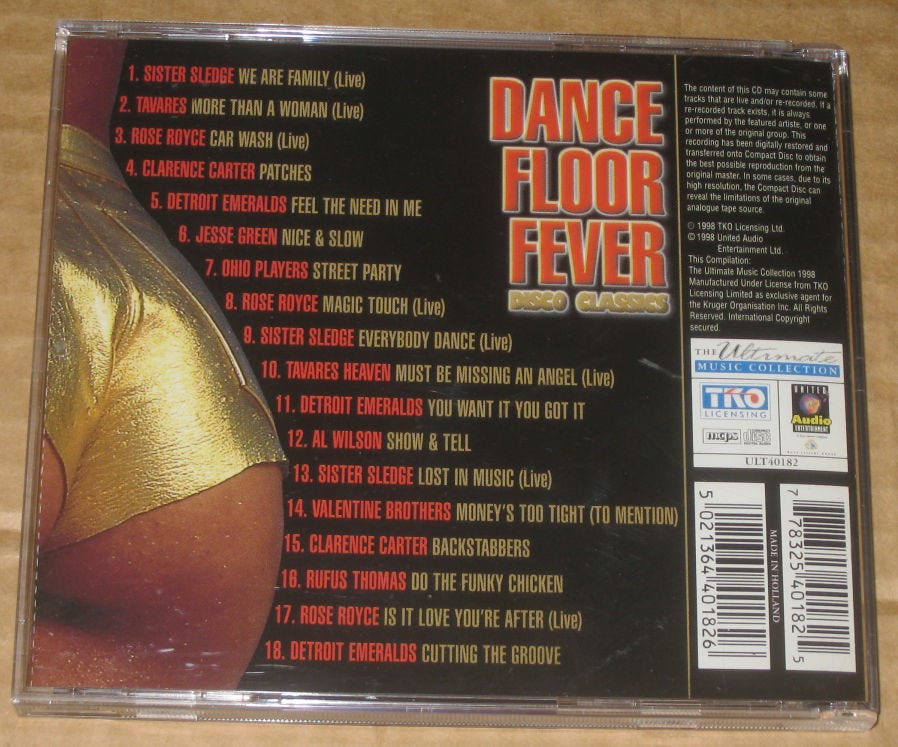 1. SISTER SLEDGE WE ARE FAMILY (Live)
2. TAVARES MORE THAN A WOMAN (Live)
3. ROSE ROYCE CAR WASH (Live)
4. CLARENCE CARTER PATCHES
5. DETROIT EMERALDS FEEL THE NEED IN ME
6. JESSE GREEN NICE & SLOW
7. OHIO PLAYERS STREET PARTY
8. ROSE ROYCE MAGIC TOUCH (Live)
9. SISTER SLEDGE EVERYBODY DANCE (Live)
10. TAVARES HEAVEN MUST BE MISSING AN ANGEL (Live)
11. DETROIT EMERALDS YOU WANT IT YOU GOT IT
12. AL WILSON SHOW & TELL
13. SISTER SLEDGE LOST IN MUSIC (Live)
14. VALENTINE BROTHERS MONEY'S TOO TIGHT (TO MENTION)
15. CLARENCE CARTER BACKSTABBERS
16. RUFUS THOMAS DO THE FUNKY CHICKEN
17. ROSE ROYCE IS IT LOVE YOU'RE AFTER (Live)
18. DETROIT EMERALDS CUTTING THE GROOVE
DANCE
FLOOR
FEVER
DISCO CLASSICS
The content of this CD may contain some
tracks that are live and/or re-recorded. If a
re-recorded track exists, it is always
performed by the featured artiste, or one
or more of the original group. This
recording has been digitally restored and
transferred onto Compact Disc to obtain
the best possible reproduction from the
original master. In some cases, due to its
high resolution, the Compact Disc can
reveal the limitations of the original
analogue tape source.
℗ 1998 TKO Licensing Ltd.
© 1998 United Audio
Entertainment Ltd.
This Compilation:
The Ultimate Music Collection 1998
Manufactured Under License from TKO
Licensing Limited as exclusive agent for
the Kruger Organisation Inc. All Rights
Reserved. International Copyright
secured.
THE Ultimate
MUSIC COLLECTION
TKO
LICENSING
UNITED
Audio
ENTERTAINMENT
mcps
COMPACT
disc
DIGITAL AUDIO
ULT40182
5 021364 401826
MADE IN HOLLAND
7 78325 40182 5